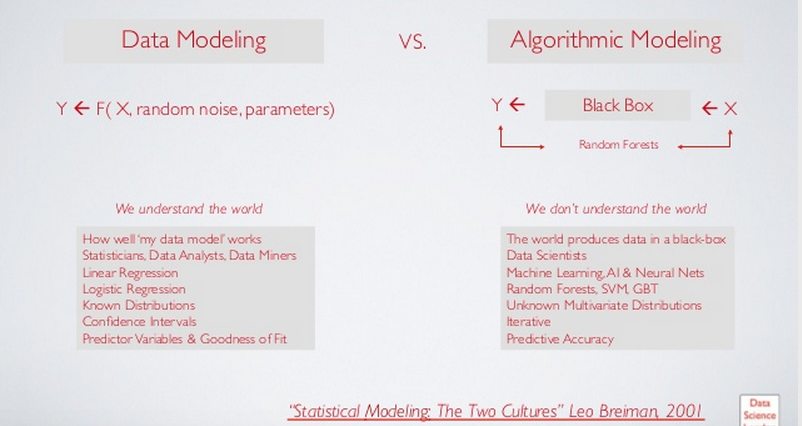 Data Modeling
VS.
Algorithmic Modeling
Y ← F( X, random noise, parameters)
Y ← Black Box ← X
Random Forests
We understand the world
How well 'my data model' works
Statisticians, Data Analysts, Data Miners
Linear Regression
Logistic Regression
Known Distributions
Confidence Intervals
Predictor Variables & Goodness of Fit
We don't understand the world
The world produces data in a black-box
Data Scientists
Machine Learning, AI & Neural Nets
Random Forests, SVM, GBT
Unknown Multivariate Distributions
Iterative
Predictive Accuracy
"Statistical Modeling: The Two Cultures" Leo Breiman, 2001
Data
Science